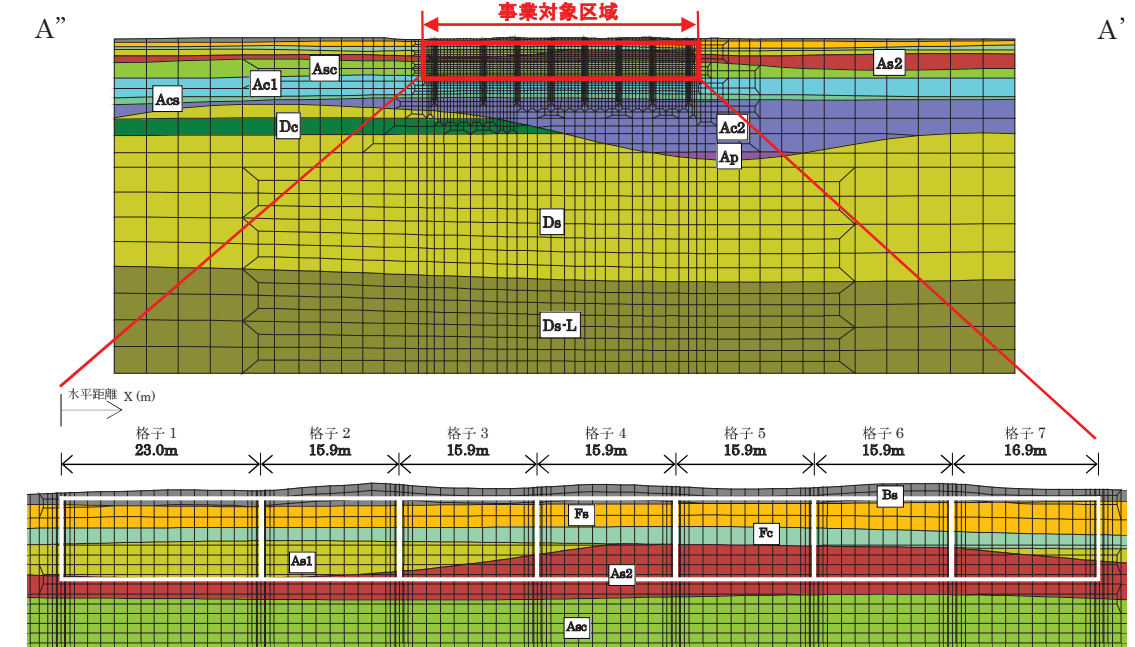 事業対象区域
A”
A’
As2
Asc
Ac1
Acs
Dc
Ac2
Ap
Ds
Ds-L
水平距離 X (m)
格子 1 格子 2 格子 3 格子 4 格子 5 格子 6 格子 7
23.0m 15.9m 15.9m 15.9m 15.9m 15.9m 16.9m
Bs
Fs
Fc
As1
As2
Asc